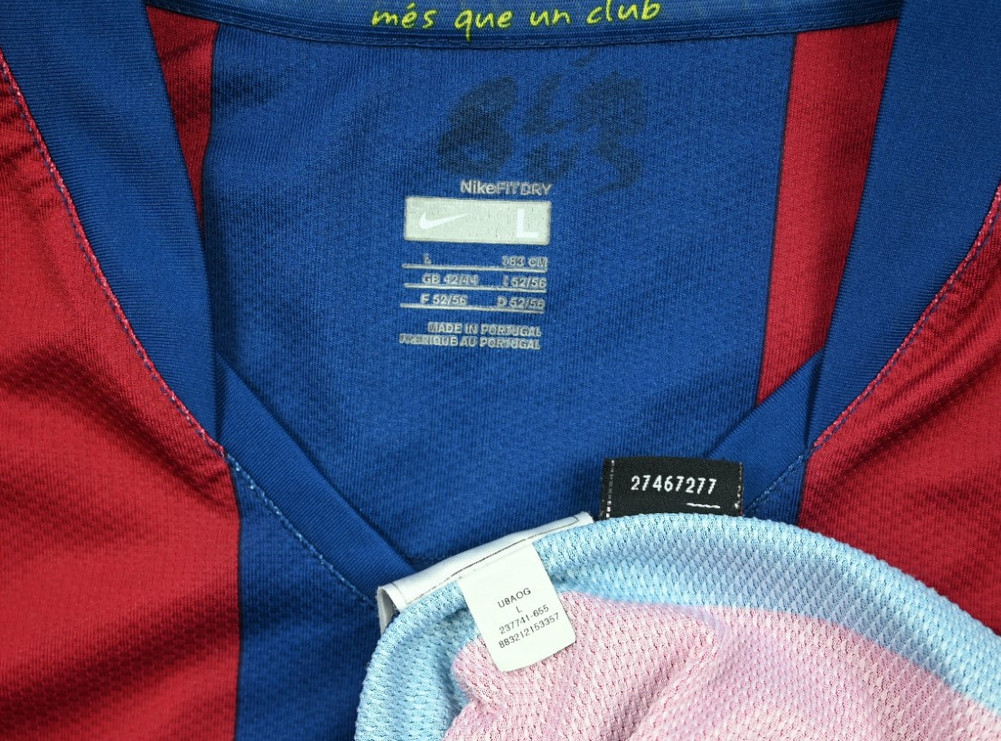 més que un club
NikeFITDRY
L
L 183 CM
GB 42/44 I 52/56
F 52/56 D 52/56
MADE IN PORTUGAL
FABRIQUÉ AU PORTUGAL
27467277
UBAOG
L
237741-655
883212153357